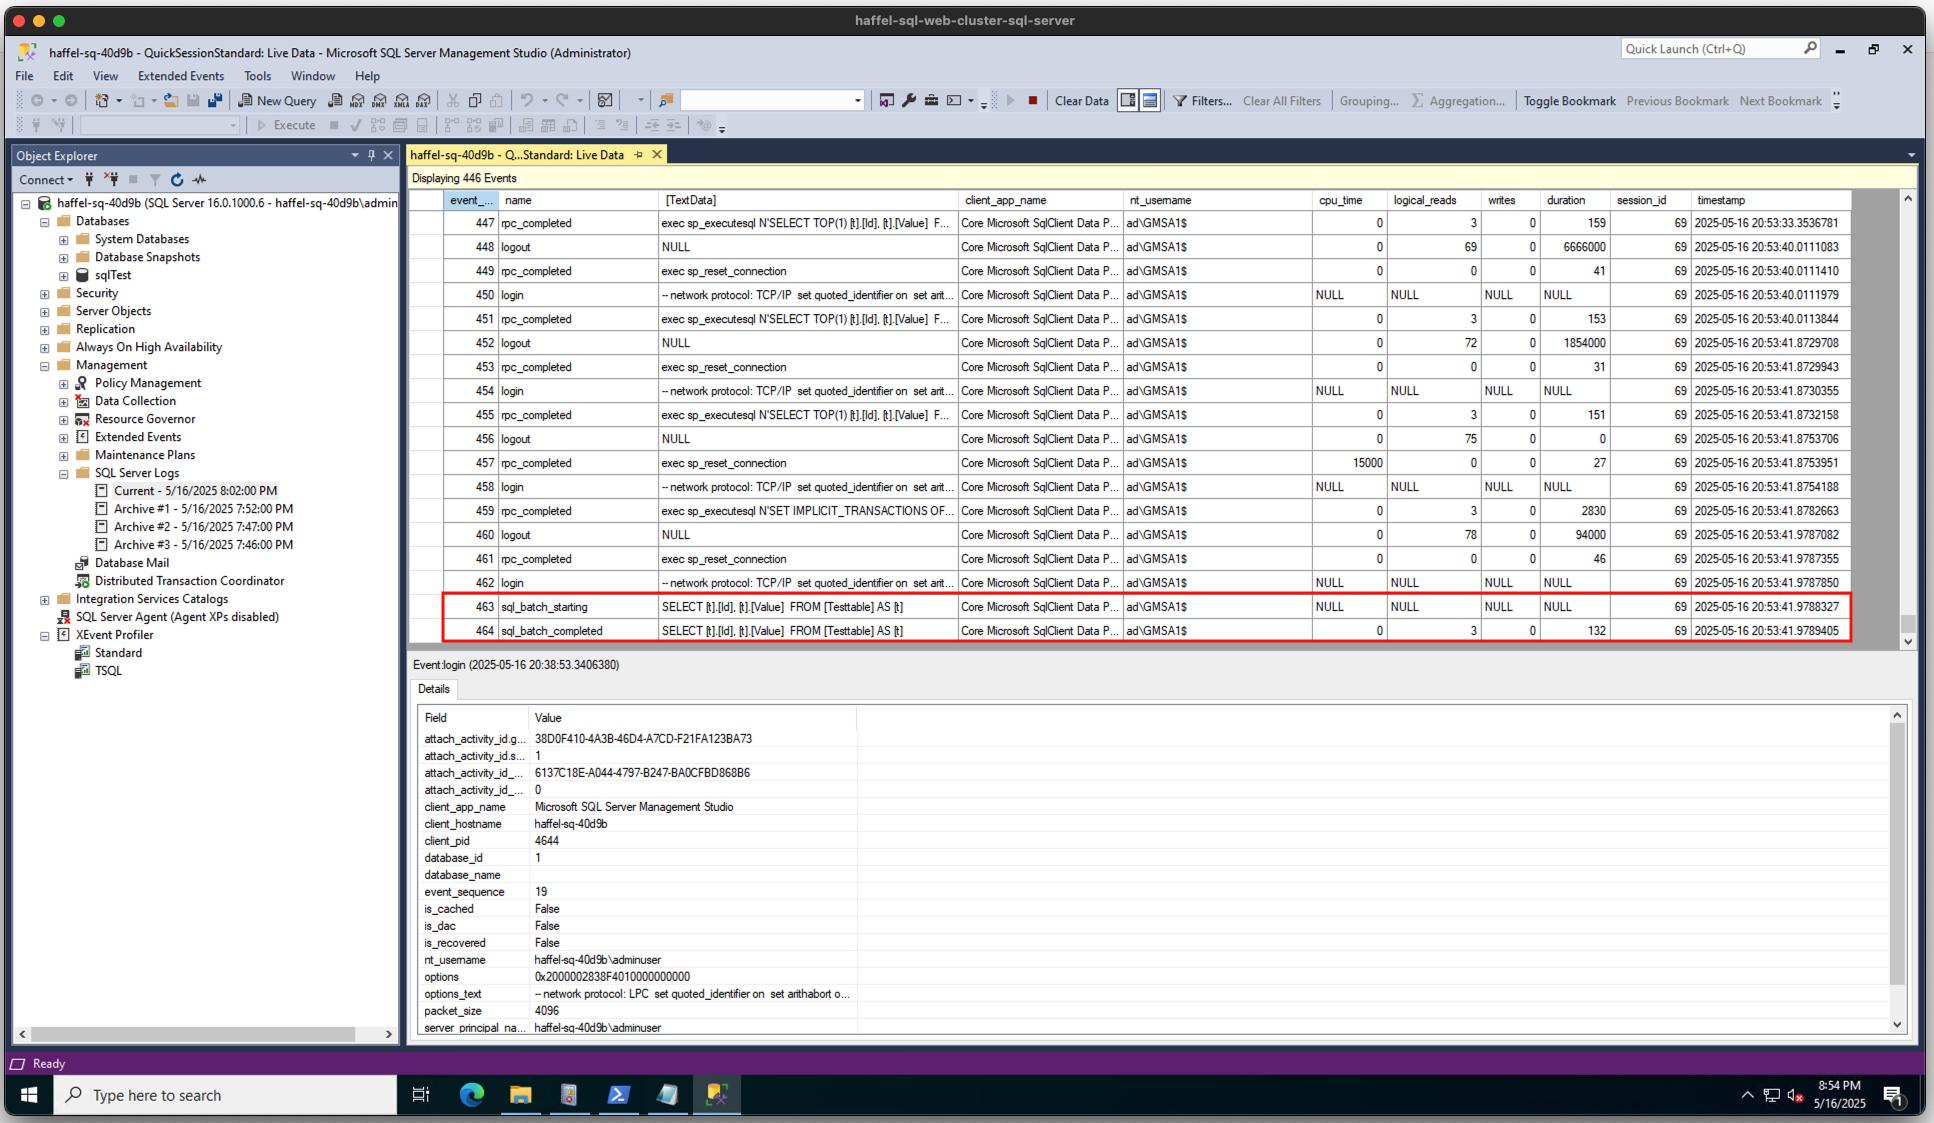 haffel-sql-web-cluster-sql-server
haffel-sq-40d9b - QuickSessionStandard: Live Data - Microsoft SQL Server Management Studio (Administrator)
Quick Launch (Ctrl+Q)
File Edit View Extended Events Tools Window Help
New Query MDX DMX XMLA DAX Clear Data Filters... Clear All Filters Grouping... Aggregation... Toggle Bookmark Previous Bookmark Next Bookmark
Execute
Object Explorer
Connect
haffel-sq-40d9b (SQL Server 16.0.1000.6 - haffel-sq-40d9b\admin
Databases
System Databases
Database Snapshots
sqlTest
Security
Server Objects
Replication
Always On High Availability
Management
Policy Management
Data Collection
Resource Governor
Extended Events
Maintenance Plans
SQL Server Logs
Current - 5/16/2025 8:02:00 PM
Archive #1 - 5/16/2025 7:52:00 PM
Archive #2 - 5/16/2025 7:47:00 PM
Archive #3 - 5/16/2025 7:46:00 PM
Database Mail
Distributed Transaction Coordinator
Integration Services Catalogs
SQL Server Agent (Agent XPs disabled)
XEvent Profiler
Standard
TSQL
haffel-sq-40d9b - Q...Standard: Live Data
Displaying 446 Events
event_... name [TextData] client_app_name nt_username cpu_time logical_reads writes duration session_id timestamp
447 rpc_completed exec sp_executesql N'SELECT TOP(1) [t].[Id], [t].[Value] F... Core Microsoft SqlClient Data P... ad\GMSA1$ 0 3 0 159 69 2025-05-16 20:53:33.3536781
448 logout NULL Core Microsoft SqlClient Data P... ad\GMSA1$ 0 69 0 6666000 69 2025-05-16 20:53:40.0111083
449 rpc_completed exec sp_reset_connection Core Microsoft SqlClient Data P... ad\GMSA1$ 0 0 0 41 69 2025-05-16 20:53:40.0111410
450 login -- network protocol: TCP/IP set quoted_identifier on set arit... Core Microsoft SqlClient Data P... ad\GMSA1$ NULL NULL NULL NULL 69 2025-05-16 20:53:40.0111979
451 rpc_completed exec sp_executesql N'SELECT TOP(1) [t].[Id], [t].[Value] F... Core Microsoft SqlClient Data P... ad\GMSA1$ 0 3 0 153 69 2025-05-16 20:53:40.0113844
452 logout NULL Core Microsoft SqlClient Data P... ad\GMSA1$ 0 72 0 1854000 69 2025-05-16 20:53:41.8729708
453 rpc_completed exec sp_reset_connection Core Microsoft SqlClient Data P... ad\GMSA1$ 0 0 0 31 69 2025-05-16 20:53:41.8729943
454 login -- network protocol: TCP/IP set quoted_identifier on set arit... Core Microsoft SqlClient Data P... ad\GMSA1$ NULL NULL NULL NULL 69 2025-05-16 20:53:41.8730355
455 rpc_completed exec sp_executesql N'SELECT TOP(1) [t].[Id], [t].[Value] F... Core Microsoft SqlClient Data P... ad\GMSA1$ 0 3 0 151 69 2025-05-16 20:53:41.8732158
456 logout NULL Core Microsoft SqlClient Data P... ad\GMSA1$ 0 75 0 0 69 2025-05-16 20:53:41.8753706
457 rpc_completed exec sp_reset_connection Core Microsoft SqlClient Data P... ad\GMSA1$ 15000 0 0 27 69 2025-05-16 20:53:41.8753951
458 login -- network protocol: TCP/IP set quoted_identifier on set arit... Core Microsoft SqlClient Data P... ad\GMSA1$ NULL NULL NULL NULL 69 2025-05-16 20:53:41.8754188
459 rpc_completed exec sp_executesql N'SET IMPLICIT_TRANSACTIONS OF... Core Microsoft SqlClient Data P... ad\GMSA1$ 0 3 0 2830 69 2025-05-16 20:53:41.8782663
460 logout NULL Core Microsoft SqlClient Data P... ad\GMSA1$ 0 78 0 94000 69 2025-05-16 20:53:41.9787082
461 rpc_completed exec sp_reset_connection Core Microsoft SqlClient Data P... ad\GMSA1$ 0 0 0 46 69 2025-05-16 20:53:41.9787355
462 login -- network protocol: TCP/IP set quoted_identifier on set arit... Core Microsoft SqlClient Data P... ad\GMSA1$ NULL NULL NULL NULL 69 2025-05-16 20:53:41.9787850
463 sql_batch_starting SELECT [t].[Id], [t].[Value] FROM [Testtable] AS [t] Core Microsoft SqlClient Data P... ad\GMSA1$ NULL NULL NULL NULL 69 2025-05-16 20:53:41.9788327
464 sql_batch_completed SELECT [t].[Id], [t].[Value] FROM [Testtable] AS [t] Core Microsoft SqlClient Data P... ad\GMSA1$ 0 3 0 132 69 2025-05-16 20:53:41.9789405
Event:login (2025-05-16 20:38:53.3406380)
Details
Field Value
attach_activity_id.g... 38D0F410-4A3B-46D4-A7CD-F21FA123BA73
attach_activity_id.s... 1
attach_activity_id_... 6137C18E-A044-4797-B247-BA0CFBD868B6
attach_activity_id_... 0
client_app_name Microsoft SQL Server Management Studio
client_hostname haffel-sq-40d9b
client_pid 4644
database_id 1
database_name
event_sequence 19
is_cached False
is_dac False
is_recovered False
nt_username haffel-sq-40d9b\adminuser
options 0x2000002838F4010000000000
options_text -- network protocol: LPC set quoted_identifier on set arithabort o...
packet_size 4096
server_principal_na... haffel-sq-40d9b\adminuser
Ready
Type here to search
8:54 PM
5/16/2025
1